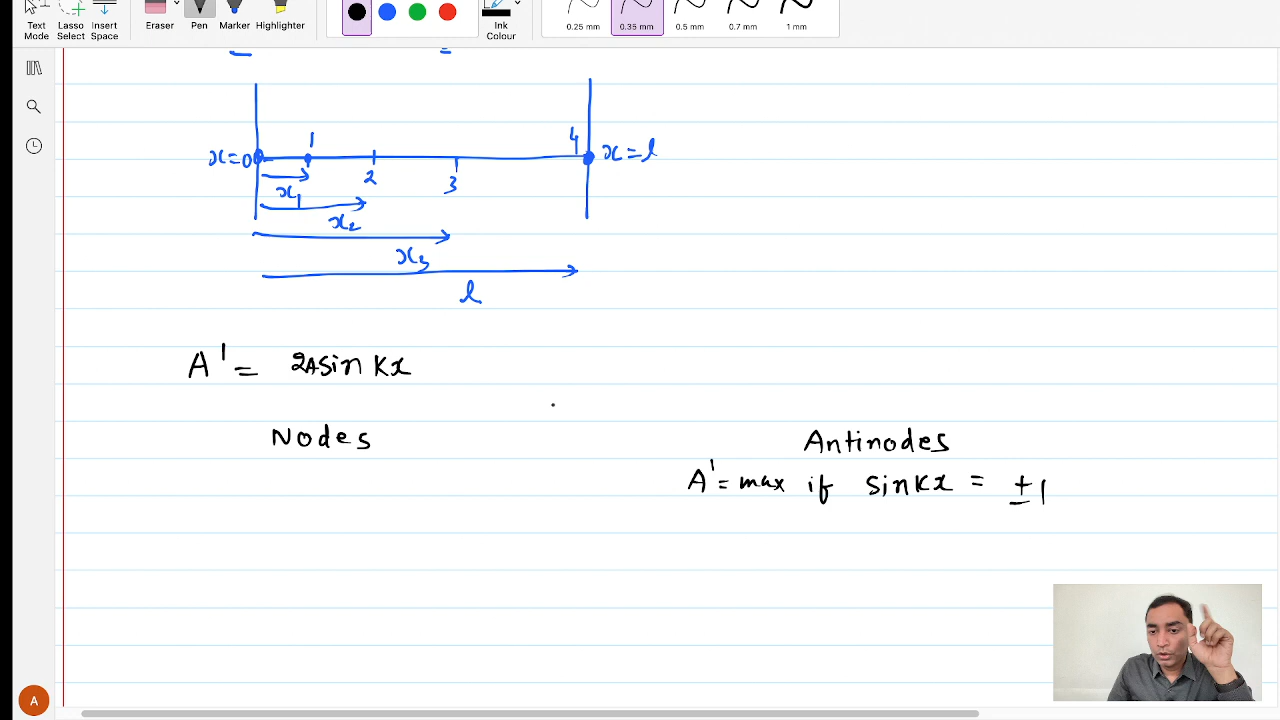 Text Mode
Lasso Select
Insert Space
Eraser
Pen
Marker
Highlighter
Ink Colour
0.25 mm
0.35 mm
0.5 mm
0.7 mm
1 mm
x=0
1
2
3
4
x=l
x1
x2
x3
l
A' = 2A sin Kx
Nodes
Antinodes
A' = max if sin Kx = ±1
A